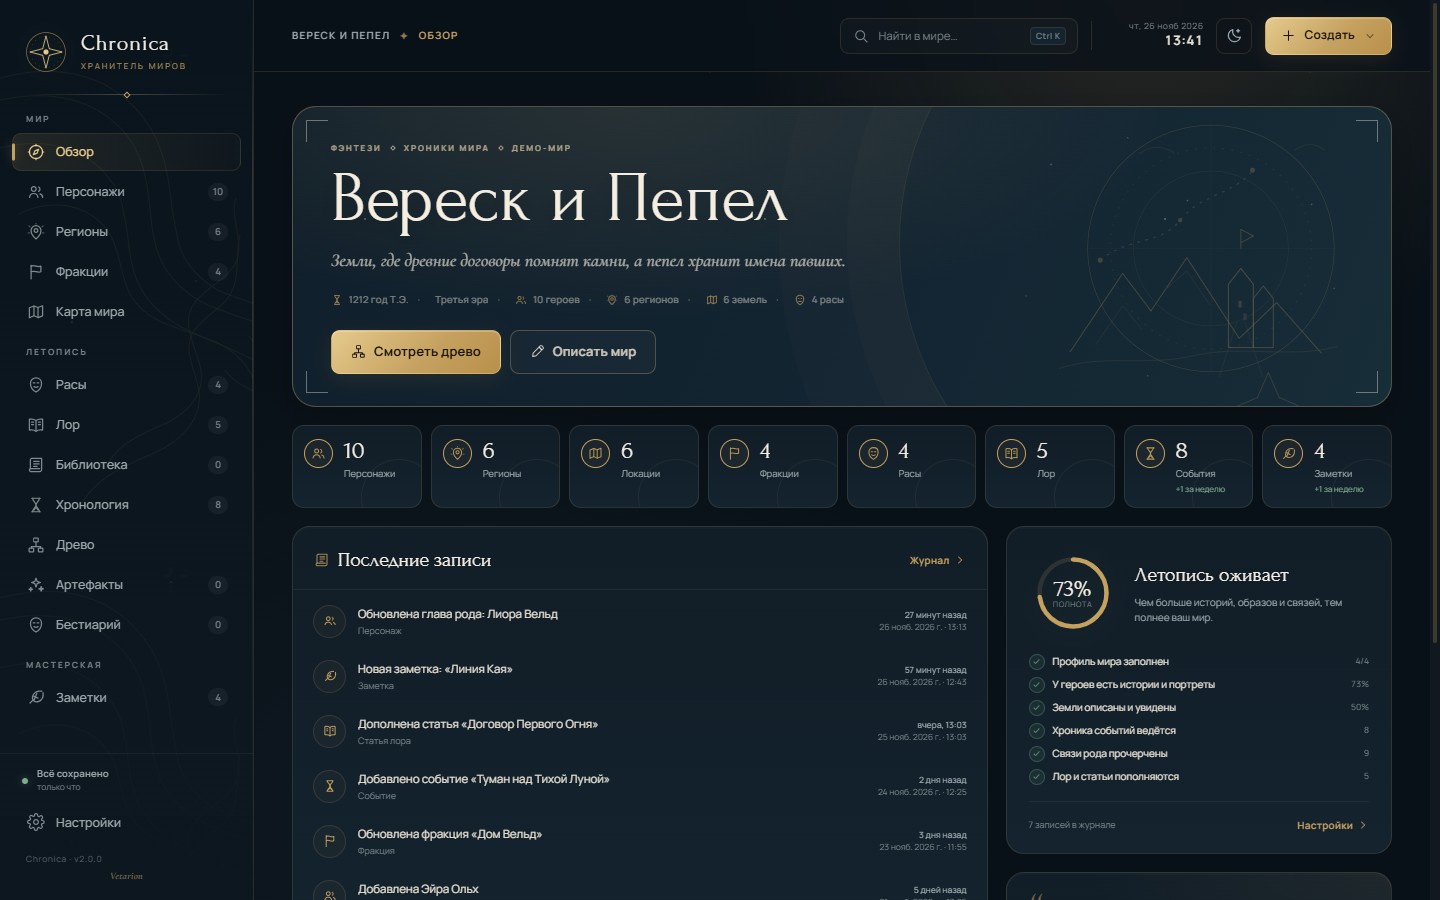 Chronica
ХРАНИТЕЛЬ МИРОВ
МИР
Обзор
Персонажи 10
Регионы 6
Фракции 4
Карта мира
ЛЕТОПИСЬ
Расы 4
Лор 5
Библиотека 0
Хронология 8
Древо
Артефакты 0
Бестиарий 0
МАСТЕРСКАЯ
Заметки 4
Всё сохранено
только что
Настройки
Chronica · v2.0.0
Vetarion
ВЕРЕСК И ПЕПЕЛ ОБЗОР
Найти в мире... Ctrl K
чт, 26 нояб 2026
13:41
Создать
ФЭНТЕЗИ ХРОНИКИ МИРА ДЕМО-МИР
Вереск и Пепел
Земли, где древние договоры помнят камни, а пепел хранит имена павших.
1212 год Т.Э. · Третья эра · 10 героев · 6 регионов · 6 земель · 4 расы
Смотреть древо
Описать мир
10
Персонажи
6
Регионы
6
Локации
4
Фракции
4
Расы
5
Лор
8
События
+1 за неделю
4
Заметки
+1 за неделю
Последние записи
Журнал
Обновлена глава рода: Лиора Вельд
Персонаж
27 минут назад
26 нояб. 2026 г. · 13:13
Новая заметка: «Линия Кая»
Заметка
57 минут назад
26 нояб. 2026 г. · 12:43
Дополнена статья «Договор Первого Огня»
Статья лора
вчера, 13:03
25 нояб. 2026 г. · 13:03
Добавлено событие «Туман над Тихой Луной»
Событие
2 дня назад
24 нояб. 2026 г. · 12:25
Обновлена фракция «Дом Вельд»
Фракция
3 дня назад
23 нояб. 2026 г. · 11:55
Добавлена Эйра Ольх
5 дней назад
73%
ПОЛНОТА
Летопись оживает
Чем больше историй, образов и связей, тем
полнее ваш мир.
Профиль мира заполнен 4/4
У героев есть истории и портреты 73%
Земли описаны и увидены 50%
Хроника событий ведётся 8
Связи рода прочерчены 9
Лор и статьи пополняются 5
7 записей в журнале
Настройки